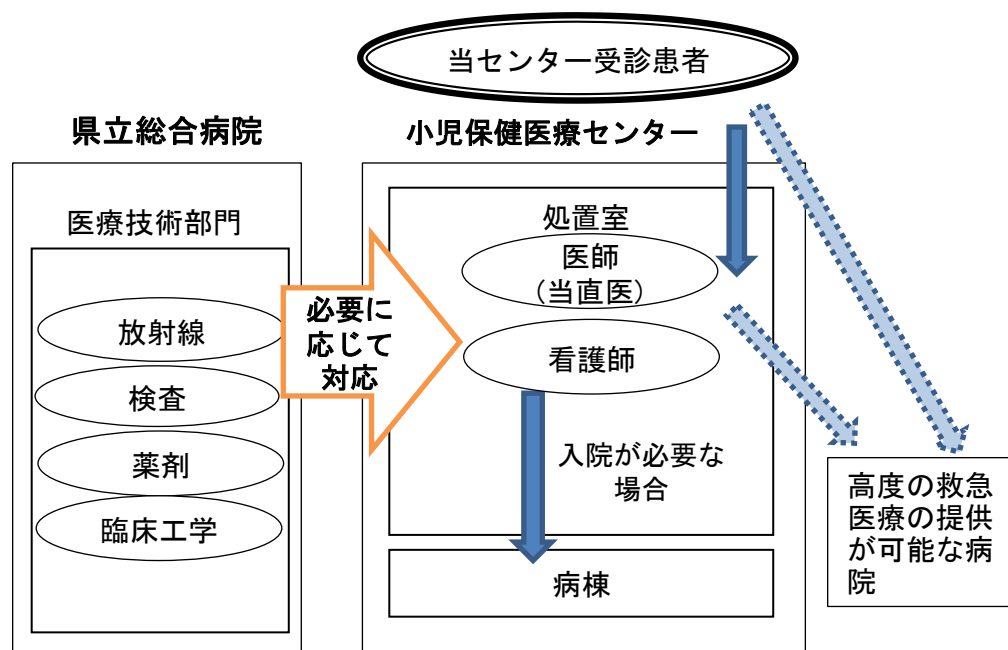 当センター受診患者
県立総合病院
小児保健医療センター
医療技術部門
放射線
検査
薬剤
臨床工学
必要に
応じて
対応
処置室
医師
(当直医)
看護師
入院が必要な
場合
病棟
高度の救急
医療の提供
が可能な病
院